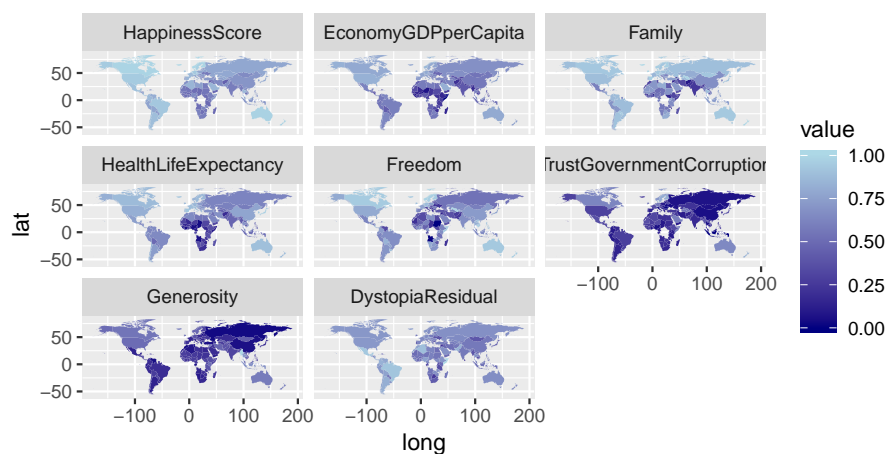 HappinessScore
EconomyGDPperCapita
Family
50
0
−50
HealthLifeExpectancy
Freedom
TrustGovernmentCorruption
50
0
−50
−100 0 100 200
Generosity
DystopiaResidual
50
0
−50
−100 0 100 200
−100 0 100 200
long
lat
value
1.00
0.75
0.50
0.25
0.00